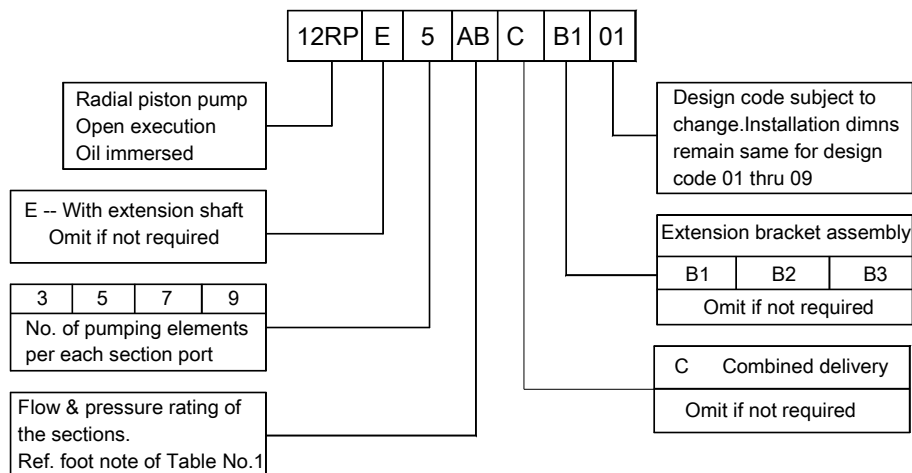 12RP E 5 AB C B1 01
Radial piston pump
Open execution
Oil immersed
E -- With extension shaft
Omit if not required
3 5 7 9
No. of pumping elements
per each section port
Flow & pressure rating of
the sections.
Ref. foot note of Table No.1
Design code subject to
change.Installation dimns
remain same for design
code 01 thru 09
Extension bracket assembly
B1 B2 B3
Omit if not required
C Combined delivery
Omit if not required